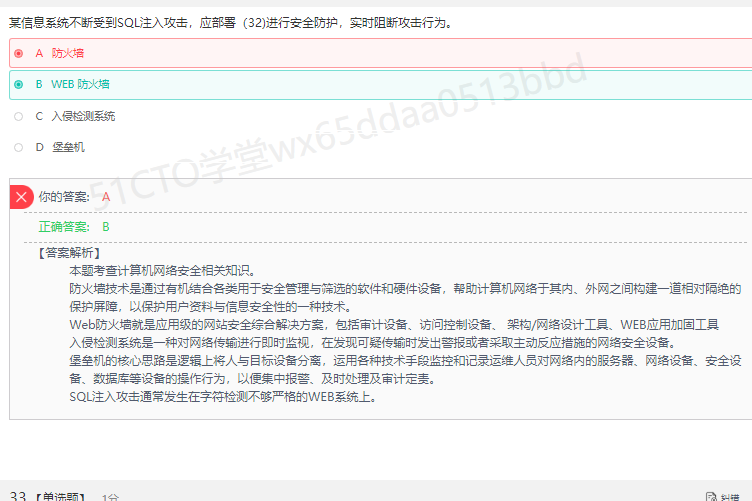 某信息系统不断受到SQL注入攻击，应部署（32)进行安全防护，实时阻断攻击行为。
A 防火墙
B WEB 防火墙
C 入侵检测系统
D 堡垒机
51CTO学堂wx65ddaa0513bbd
你的答案: A
正确答案: B
【答案解析】
本题考查计算机网络安全相关知识。
防火墙技术是通过有机结合各类用于安全管理与筛选的软件和硬件设备，帮助计算机网络于其内、外网之间构建一道相对隔绝的
保护屏障，以保护用户资料与信息安全性的一种技术。
Web防火墙就是应用级的网站安全综合解决方案，包括审计设备、访问控制设备、 架构/网络设计工具、WEB应用加固工具
入侵检测系统是一种对网络传输进行即时监视，在发现可疑传输时发出警报或者采取主动反应措施的网络安全设备。
堡垒机的核心思路是逻辑上将人与目标设备分离，运用各种技术手段监控和记录运维人员对网络内的服务器、网络设备、安全设
备、数据库等设备的操作行为，以便集中报警、及时处理及审计定责。
SQL注入攻击通常发生在字符检测不够严格的WEB系统上。
33 【单选题】 1分 纠错